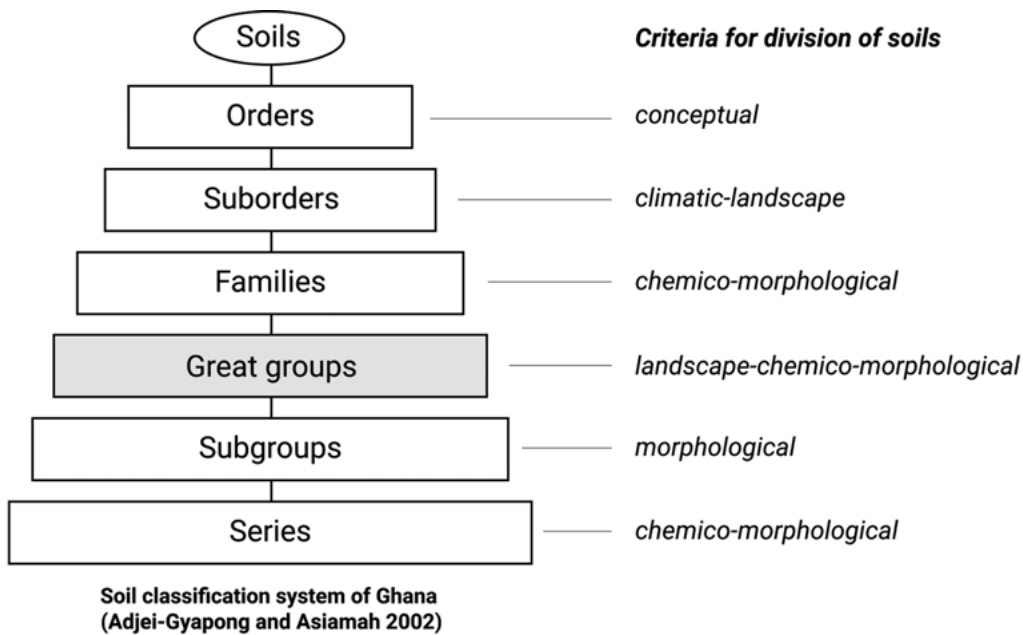 Soils
Criteria for division of soils
Orders
conceptual
Suborders
climatic-landscape
Families
chemico-morphological
Great groups
landscape-chemico-morphological
Subgroups
morphological
Series
chemico-morphological
Soil classification system of Ghana
(Adjei-Gyapong and Asiamah 2002)